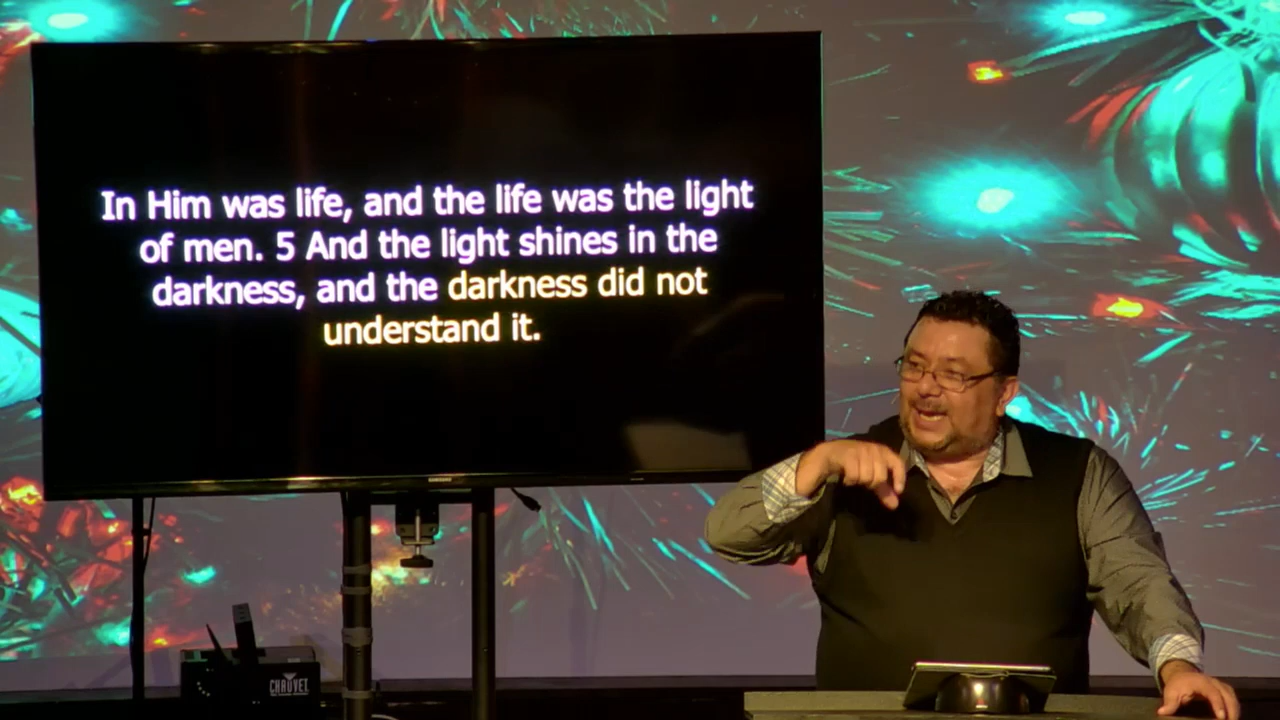 In Him was life, and the life was the light
of men. 5 And the light shines in the
darkness, and the darkness did not
understand it.
SAMSUNG
CHAUVET